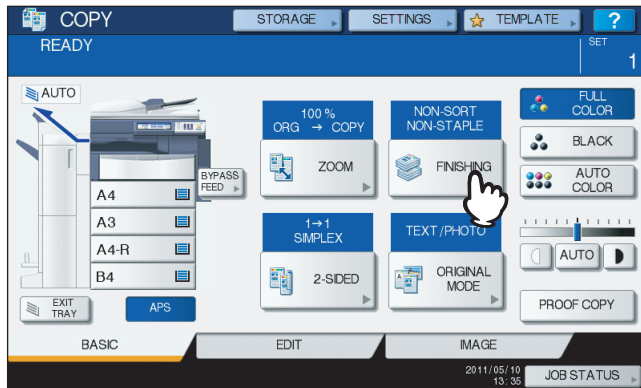 COPY
STORAGE
SETTINGS
TEMPLATE
?
READY
SET
1
AUTO
BYPASS
FEED
A4
A3
A4-R
B4
EXIT
TRAY
APS
100 %
ORG → COPY
ZOOM
NON-SORT
NON-STAPLE
FINISHING
1→1
SIMPLEX
2-SIDED
TEXT/PHOTO
ORIGINAL
MODE
FULL
COLOR
BLACK
AUTO
COLOR
AUTO
PROOF COPY
BASIC
EDIT
IMAGE
2011/05/10
13:35
JOB STATUS